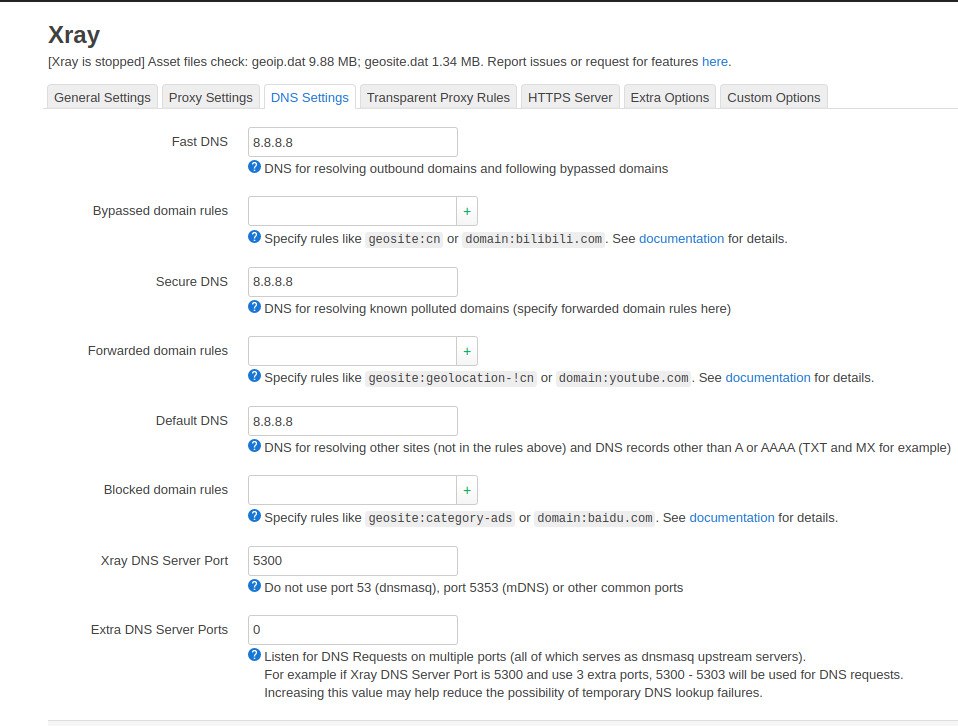 Xray
[Xray is stopped] Asset files check: geoip.dat 9.88 MB; geosite.dat 1.34 MB. Report issues or request for features here.
General Settings Proxy Settings DNS Settings Transparent Proxy Rules HTTPS Server Extra Options Custom Options
Fast DNS 8.8.8.8
? DNS for resolving outbound domains and following bypassed domains
Bypassed domain rules +
? Specify rules like geosite:cn or domain:bilibili.com. See documentation for details.
Secure DNS 8.8.8.8
? DNS for resolving known polluted domains (specify forwarded domain rules here)
Forwarded domain rules +
? Specify rules like geosite:geolocation-!cn or domain:youtube.com. See documentation for details.
Default DNS 8.8.8.8
? DNS for resolving other sites (not in the rules above) and DNS records other than A or AAAA (TXT and MX for example)
Blocked domain rules +
? Specify rules like geosite:category-ads or domain:baidu.com. See documentation for details.
Xray DNS Server Port 5300
? Do not use port 53 (dnsmasq), port 5353 (mDNS) or other common ports
Extra DNS Server Ports 0
? Listen for DNS Requests on multiple ports (all of which serves as dnsmasq upstream servers).
For example if Xray DNS Server Port is 5300 and use 3 extra ports, 5300 - 5303 will be used for DNS requests.
Increasing this value may help reduce the possibility of temporary DNS lookup failures.